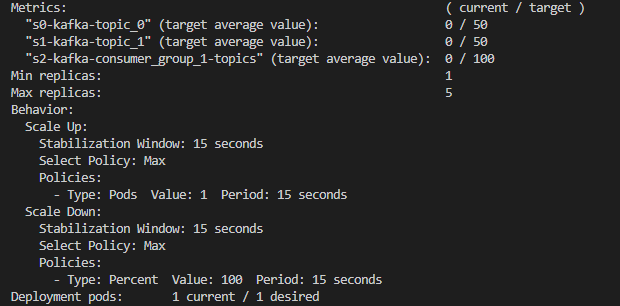 Metrics: ( current / target )
"s0-kafka-topic_0" (target average value): 0 / 50
"s1-kafka-topic_1" (target average value): 0 / 50
"s2-kafka-consumer_group_1-topics" (target average value): 0 / 100
Min replicas: 1
Max replicas: 5
Behavior:
Scale Up:
Stabilization Window: 15 seconds
Select Policy: Max
Policies:
- Type: Pods Value: 1 Period: 15 seconds
Scale Down:
Stabilization Window: 15 seconds
Select Policy: Max
Policies:
- Type: Percent Value: 100 Period: 15 seconds
Deployment pods: 1 current / 1 desired